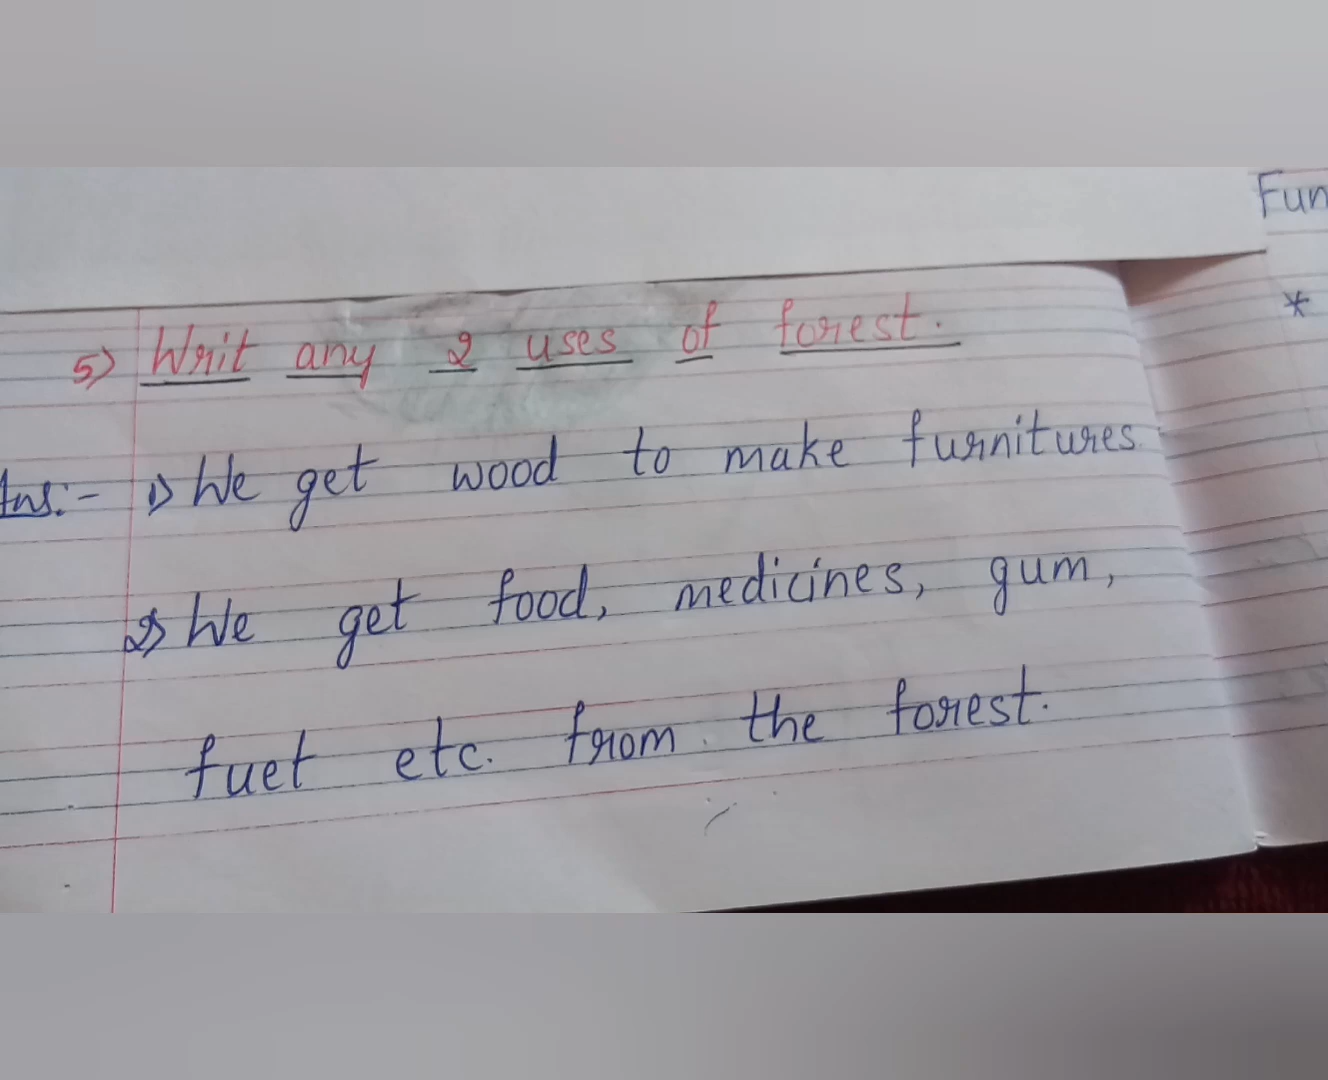 Fun
*
5) Writ any 2 uses of forest.
Ans:- 1) We get wood to make furnitures.
2) We get food, medicines, gum,
fuet etc. from the forest.